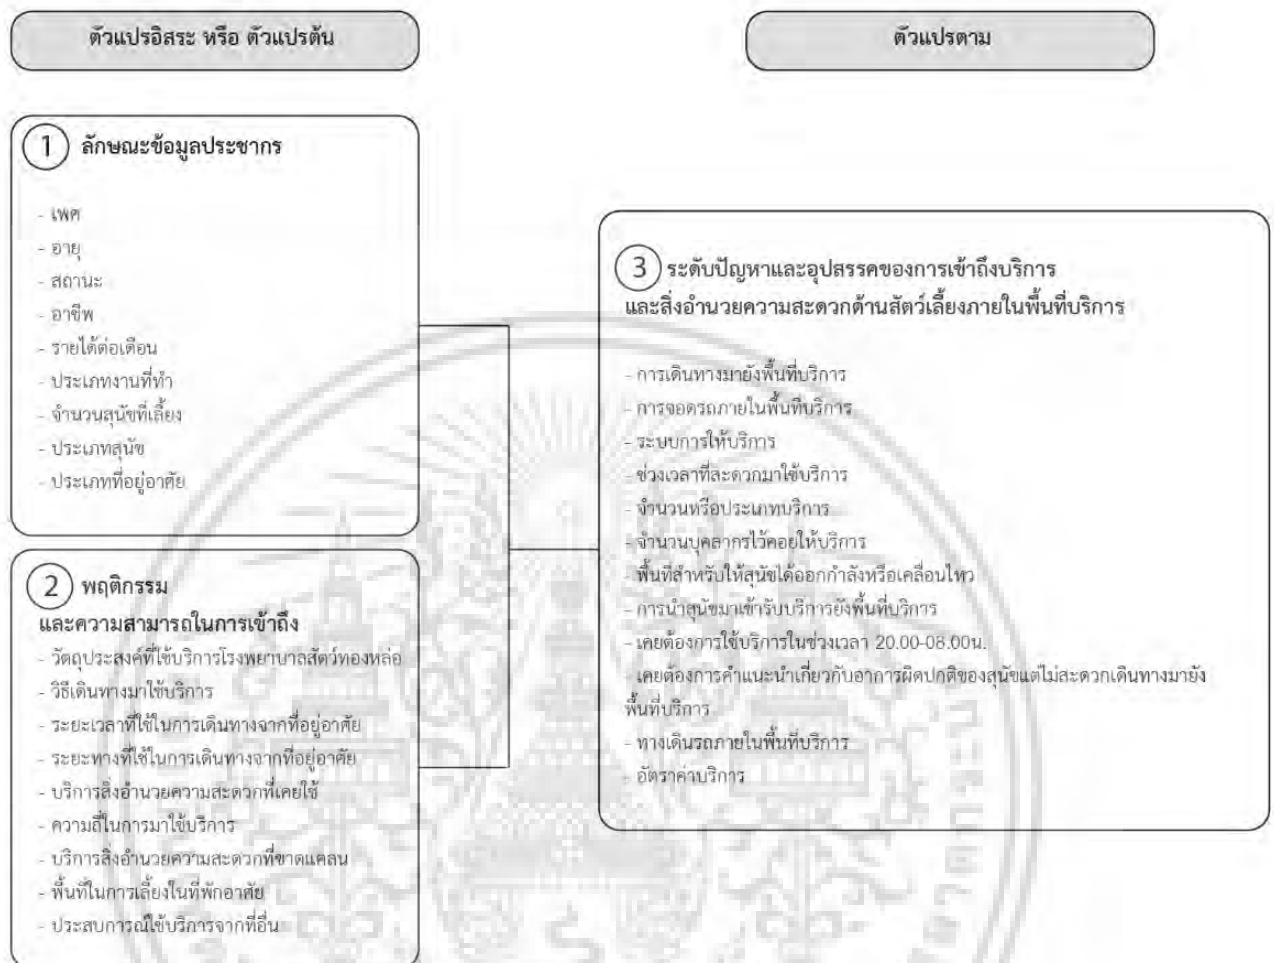 ตัวแปรอิสระ หรือ ตัวแปรต้น
ตัวแปรตาม
1 ลักษณะข้อมูลประชากร
- เพศ
- อายุ
- สถานะ
- อาชีพ
- รายได้ต่อเดือน
- ประเภทงานที่ทำ
- จำนวนสุนัขที่เลี้ยง
- ประเภทสุนัข
- ประเภทที่อยู่อาศัย
2 พฤติกรรม
และความสามารถในการเข้าถึง
- วัตถุประสงค์ที่ใช้บริการโรงพยาบาลสัตว์ทองหล่อ
- วิธีเดินทางมาใช้บริการ
- ระยะเวลาที่ใช้ในการเดินทางจากที่อยู่อาศัย
- ระยะทางที่ใช้ในการเดินทางจากที่อยู่อาศัย
- บริการสิ่งอำนวยความสะดวกที่เคยใช้
- ความถี่ในการมาใช้บริการ
- บริการสิ่งอำนวยความสะดวกที่ขาดแคลน
- พื้นที่ในการเลี้ยงในที่พักอาศัย
- ประสบการณ์ใช้บริการจากที่อื่น
3 ระดับปัญหาและอุปสรรคของการเข้าถึงบริการ
และสิ่งอำนวยความสะดวกด้านสัตว์เลี้ยงภายในพื้นที่บริการ
- การเดินทางมายังพื้นที่บริการ
- การจอดรถภายในพื้นที่บริการ
- ระบบการให้บริการ
- ช่วงเวลาที่สะดวกมาใช้บริการ
- จำนวนหรือประเภทบริการ
- จำนวนบุคลากรไว้คอยให้บริการ
- พื้นที่สำหรับให้สุนัขได้ออกกำลังหรือเคลื่อนไหว
- การนำสุนัขมาเข้ารับบริการยังพื้นที่บริการ
- เคยต้องการใช้บริการในช่วงเวลา 20.00-08.00น.
- เคยต้องการคำแนะนำเกี่ยวกับอาการผิดปกติของสุนัขแต่ไม่สะดวกเดินทางมายัง
พื้นที่บริการ
- ทางเดินรถภายในพื้นที่บริการ
- อัตราค่าบริการ